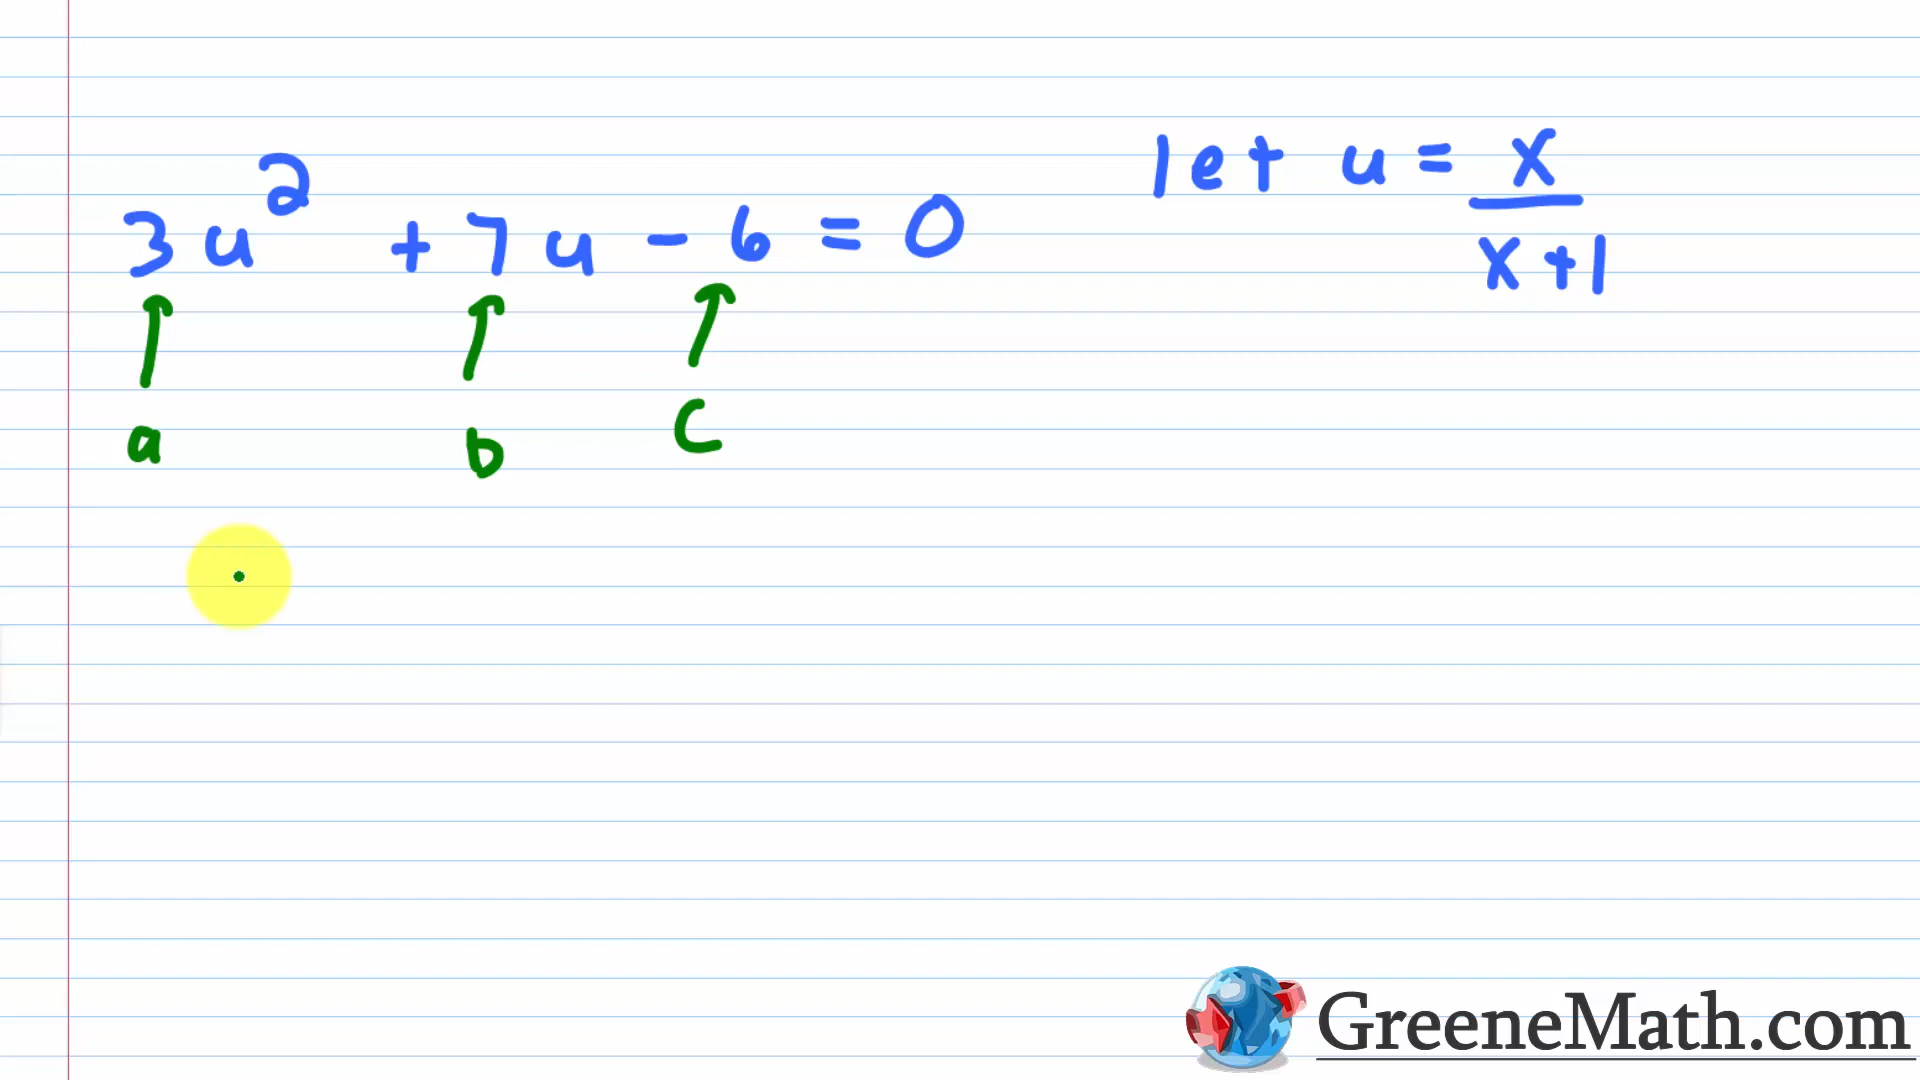 3u² + 7u - 6 = 0
let u = x
x + 1
a b c
GreeneMath.com